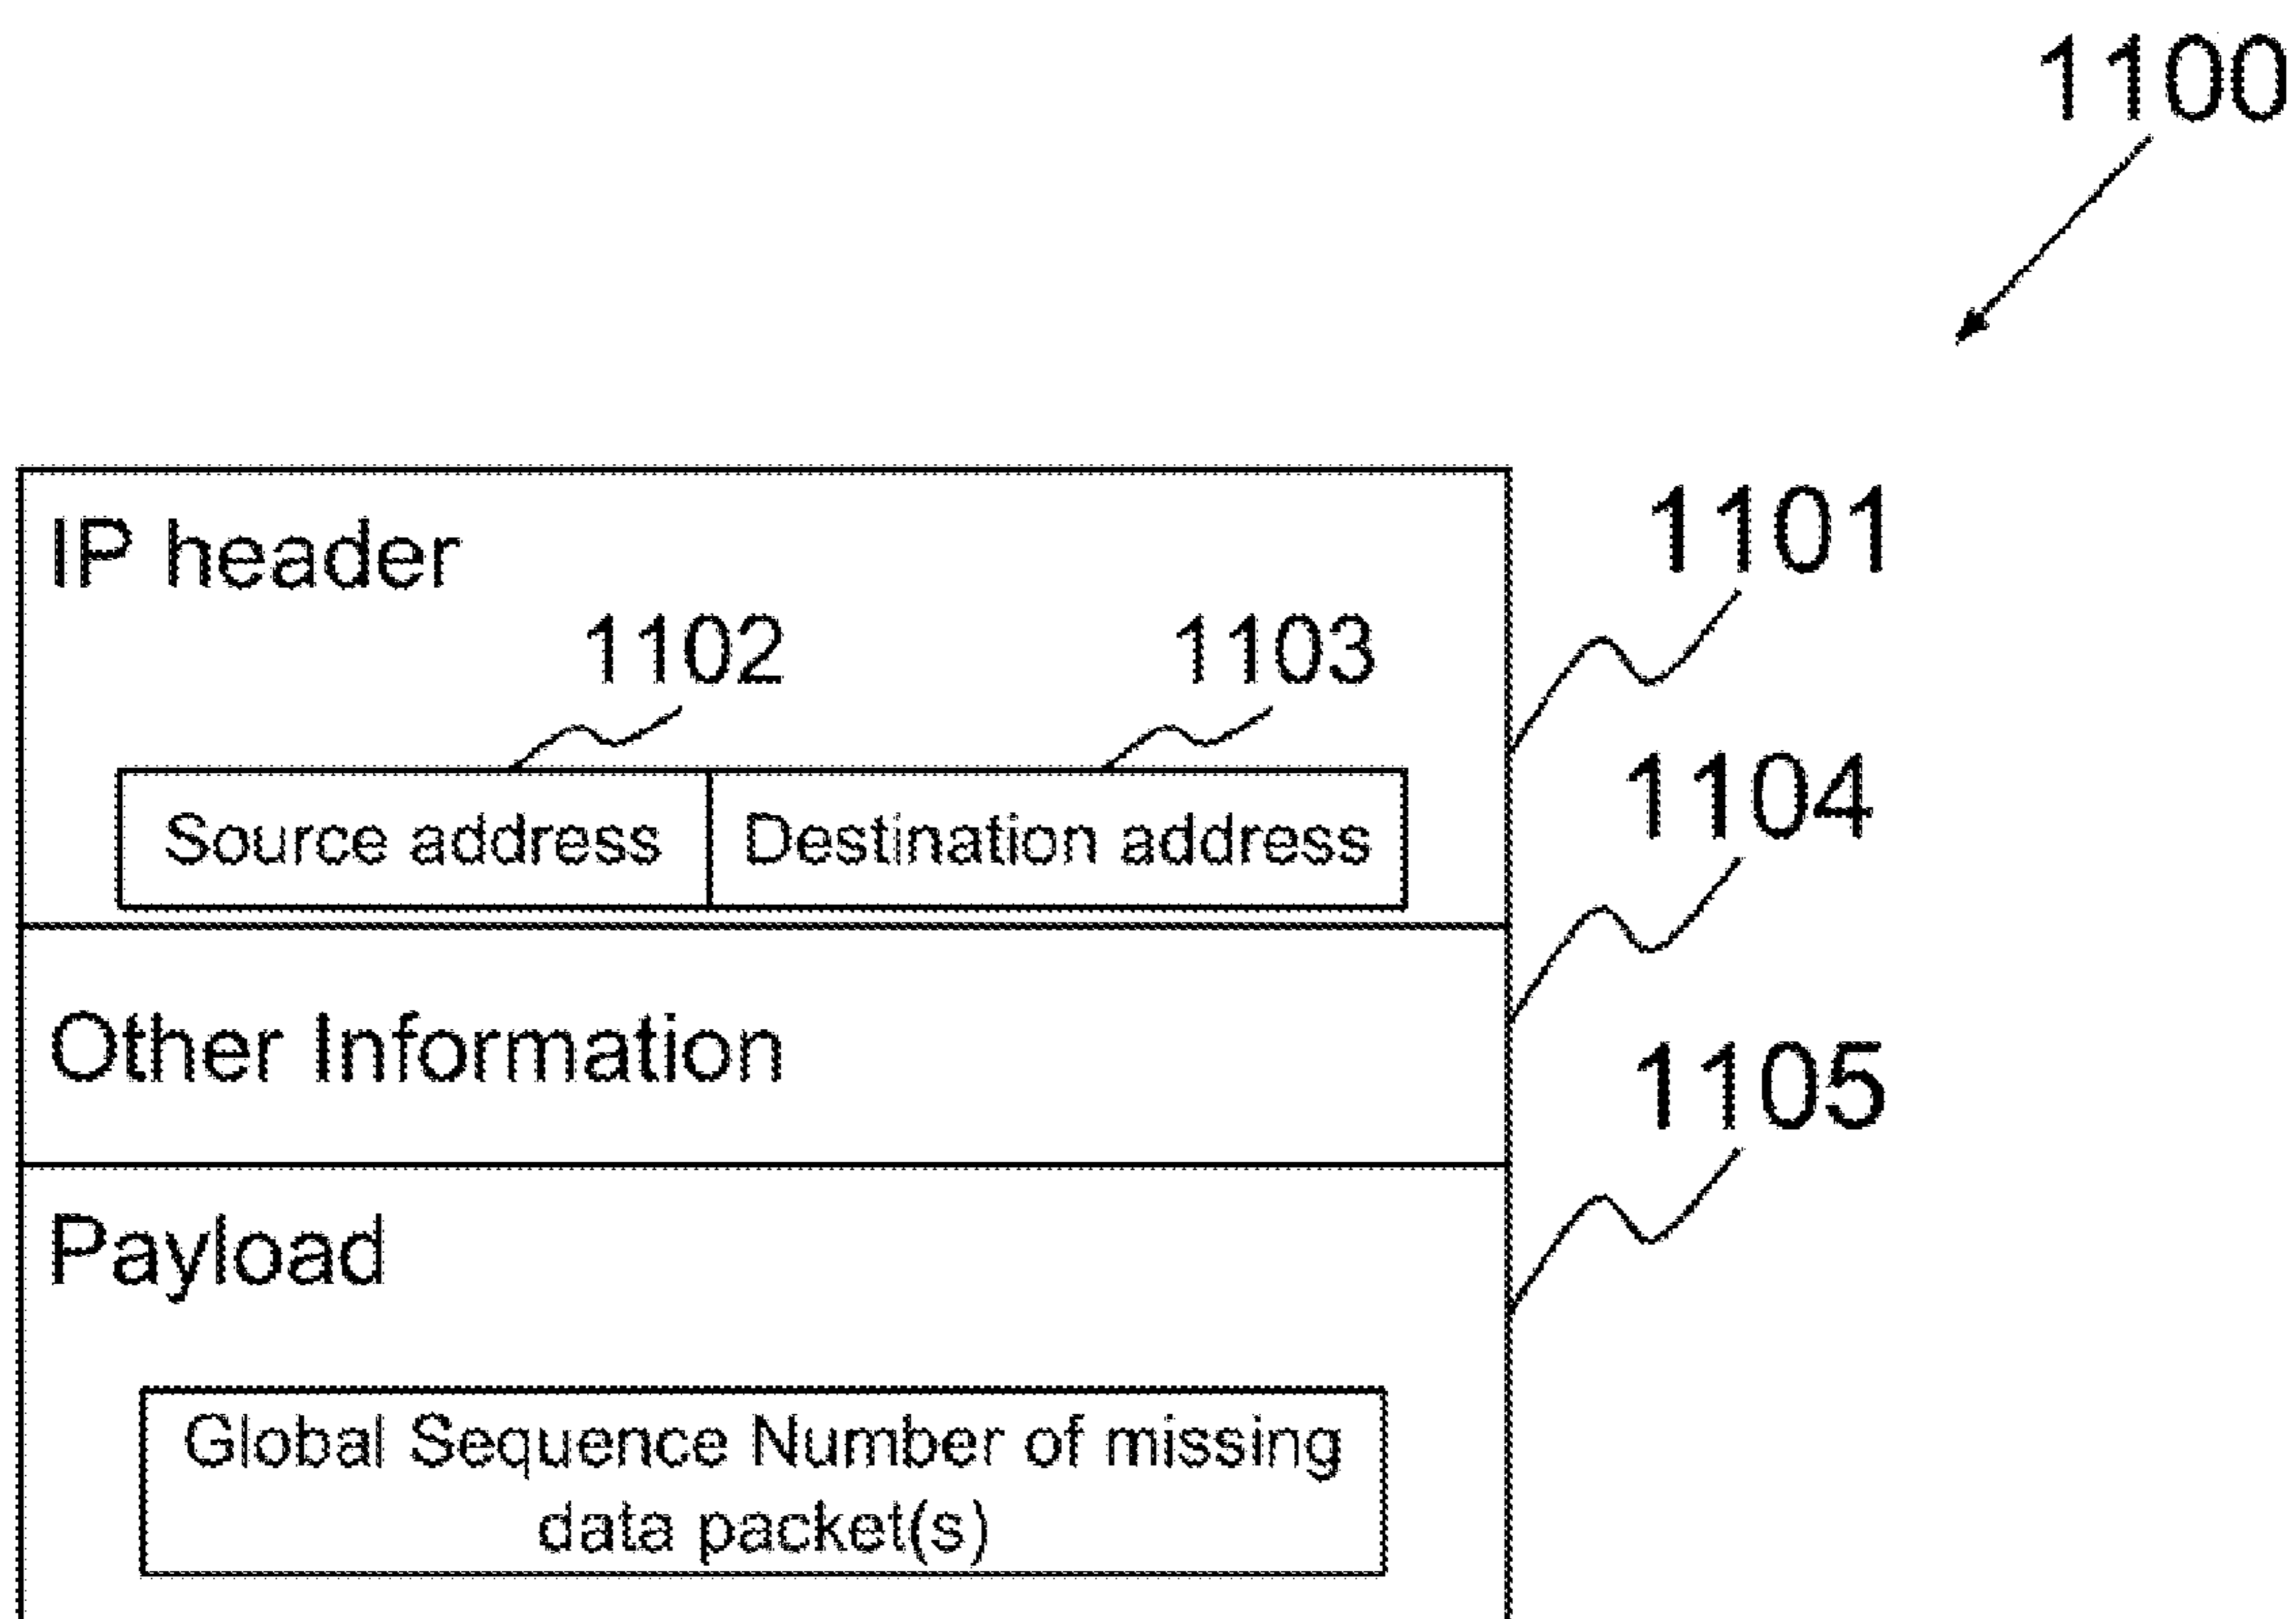 1100
IP header
1101
1102
1103
Source address
Destination address
1104
Other Information
1105
Payload
Global Sequence Number of missing
data packet(s)